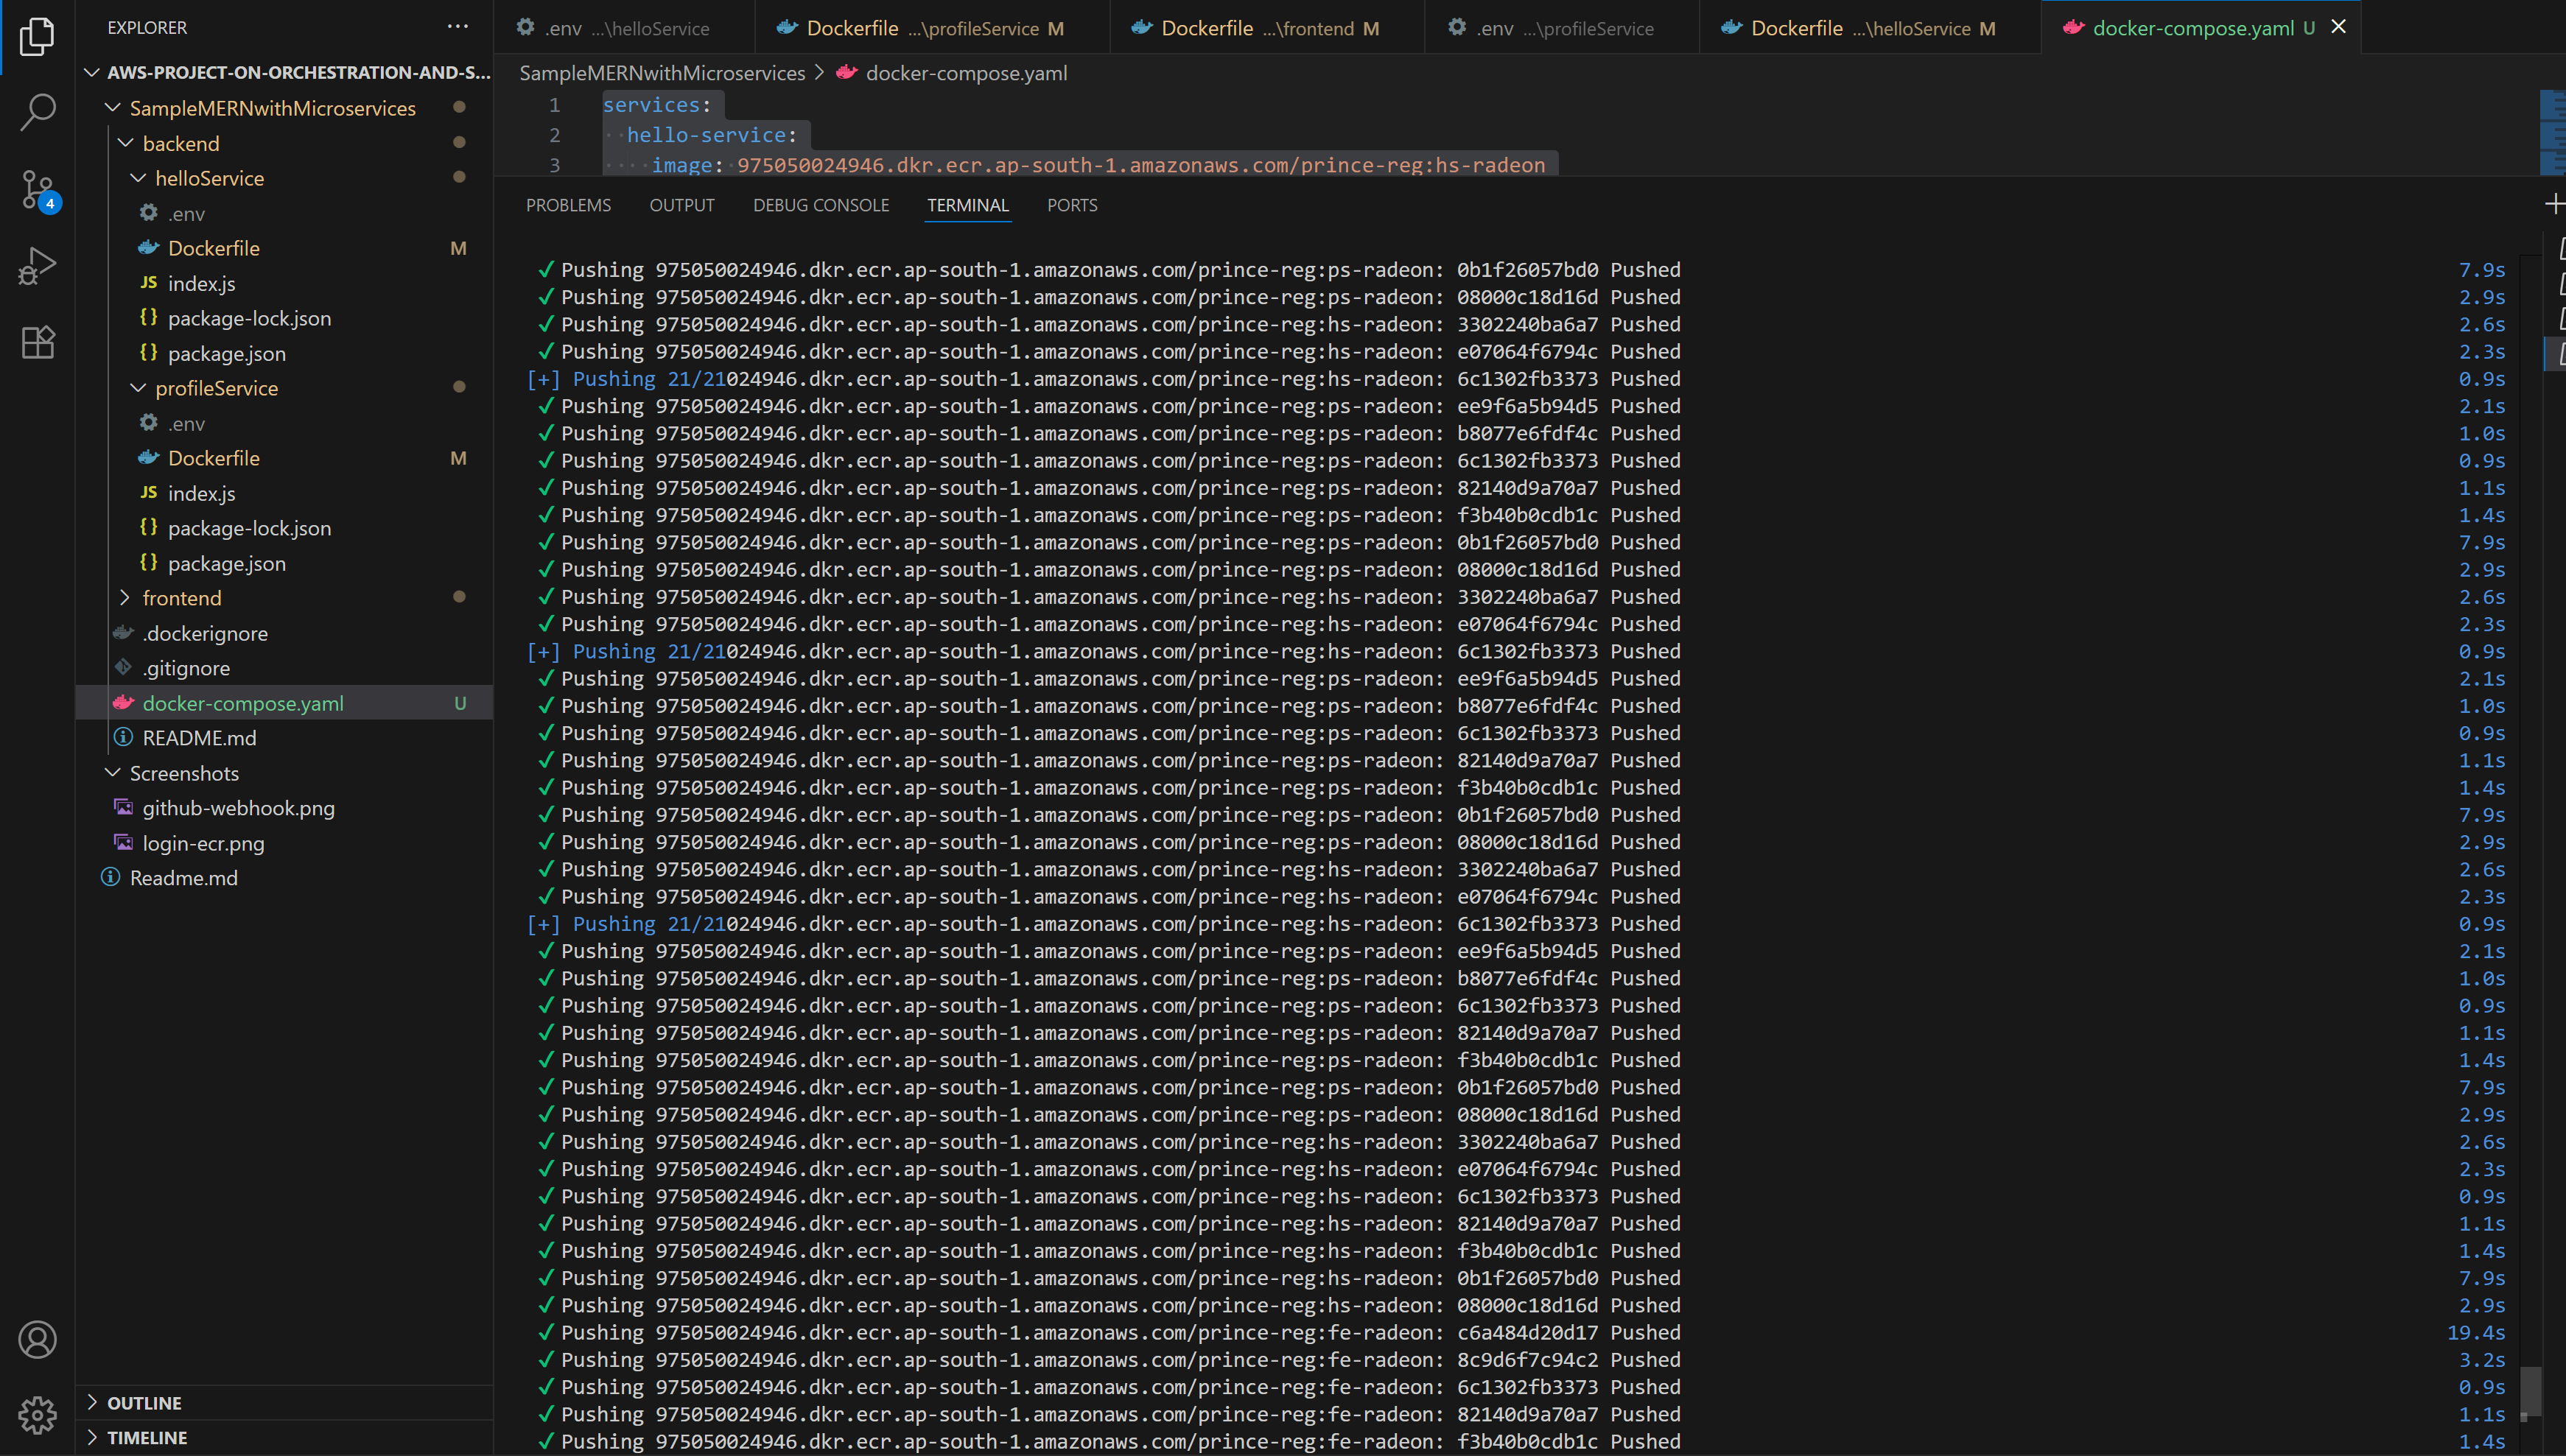 EXPLORER
AWS-PROJECT-ON-ORCHESTRATION-AND-S...
SampleMERNwithMicroservices
backend
helloService
.env
Dockerfile M
JS index.js
{} package-lock.json
{} package.json
profileService
.env
Dockerfile M
JS index.js
{} package-lock.json
{} package.json
frontend
.dockerignore
.gitignore
docker-compose.yaml U
README.md
Screenshots
github-webhook.png
login-ecr.png
Readme.md
OUTLINE
TIMELINE
4
.env ...\helloService
Dockerfile ...\profileService M
Dockerfile ...\frontend M
.env ...\profileService
Dockerfile ...\helloService M
docker-compose.yaml U
SampleMERNwithMicroservices > docker-compose.yaml
1 services:
2 hello-service:
3 image: 975050024946.dkr.ecr.ap-south-1.amazonaws.com/prince-reg:hs-radeon
PROBLEMS OUTPUT DEBUG CONSOLE TERMINAL PORTS
✓ Pushing 975050024946.dkr.ecr.ap-south-1.amazonaws.com/prince-reg:ps-radeon: 0b1f26057bd0 Pushed 7.9s
✓ Pushing 975050024946.dkr.ecr.ap-south-1.amazonaws.com/prince-reg:ps-radeon: 08000c18d16d Pushed 2.9s
✓ Pushing 975050024946.dkr.ecr.ap-south-1.amazonaws.com/prince-reg:hs-radeon: 3302240ba6a7 Pushed 2.6s
✓ Pushing 975050024946.dkr.ecr.ap-south-1.amazonaws.com/prince-reg:hs-radeon: e07064f6794c Pushed 2.3s
[+] Pushing 21/21024946.dkr.ecr.ap-south-1.amazonaws.com/prince-reg:hs-radeon: 6c1302fb3373 Pushed 0.9s
✓ Pushing 975050024946.dkr.ecr.ap-south-1.amazonaws.com/prince-reg:ps-radeon: ee9f6a5b94d5 Pushed 2.1s
✓ Pushing 975050024946.dkr.ecr.ap-south-1.amazonaws.com/prince-reg:ps-radeon: b8077e6fdf4c Pushed 1.0s
✓ Pushing 975050024946.dkr.ecr.ap-south-1.amazonaws.com/prince-reg:ps-radeon: 6c1302fb3373 Pushed 0.9s
✓ Pushing 975050024946.dkr.ecr.ap-south-1.amazonaws.com/prince-reg:ps-radeon: 82140d9a70a7 Pushed 1.1s
✓ Pushing 975050024946.dkr.ecr.ap-south-1.amazonaws.com/prince-reg:ps-radeon: f3b40b0cdb1c Pushed 1.4s
✓ Pushing 975050024946.dkr.ecr.ap-south-1.amazonaws.com/prince-reg:ps-radeon: 0b1f26057bd0 Pushed 7.9s
✓ Pushing 975050024946.dkr.ecr.ap-south-1.amazonaws.com/prince-reg:ps-radeon: 08000c18d16d Pushed 2.9s
✓ Pushing 975050024946.dkr.ecr.ap-south-1.amazonaws.com/prince-reg:hs-radeon: 3302240ba6a7 Pushed 2.6s
✓ Pushing 975050024946.dkr.ecr.ap-south-1.amazonaws.com/prince-reg:hs-radeon: e07064f6794c Pushed 2.3s
[+] Pushing 21/21024946.dkr.ecr.ap-south-1.amazonaws.com/prince-reg:hs-radeon: 6c1302fb3373 Pushed 0.9s
✓ Pushing 975050024946.dkr.ecr.ap-south-1.amazonaws.com/prince-reg:ps-radeon: ee9f6a5b94d5 Pushed 2.1s
✓ Pushing 975050024946.dkr.ecr.ap-south-1.amazonaws.com/prince-reg:ps-radeon: b8077e6fdf4c Pushed 1.0s
✓ Pushing 975050024946.dkr.ecr.ap-south-1.amazonaws.com/prince-reg:ps-radeon: 6c1302fb3373 Pushed 0.9s
✓ Pushing 975050024946.dkr.ecr.ap-south-1.amazonaws.com/prince-reg:ps-radeon: 82140d9a70a7 Pushed 1.1s
✓ Pushing 975050024946.dkr.ecr.ap-south-1.amazonaws.com/prince-reg:ps-radeon: f3b40b0cdb1c Pushed 1.4s
✓ Pushing 975050024946.dkr.ecr.ap-south-1.amazonaws.com/prince-reg:ps-radeon: 0b1f26057bd0 Pushed 7.9s
✓ Pushing 975050024946.dkr.ecr.ap-south-1.amazonaws.com/prince-reg:ps-radeon: 08000c18d16d Pushed 2.9s
✓ Pushing 975050024946.dkr.ecr.ap-south-1.amazonaws.com/prince-reg:hs-radeon: 3302240ba6a7 Pushed 2.6s
✓ Pushing 975050024946.dkr.ecr.ap-south-1.amazonaws.com/prince-reg:hs-radeon: e07064f6794c Pushed 2.3s
[+] Pushing 21/21024946.dkr.ecr.ap-south-1.amazonaws.com/prince-reg:hs-radeon: 6c1302fb3373 Pushed 0.9s
✓ Pushing 975050024946.dkr.ecr.ap-south-1.amazonaws.com/prince-reg:ps-radeon: ee9f6a5b94d5 Pushed 2.1s
✓ Pushing 975050024946.dkr.ecr.ap-south-1.amazonaws.com/prince-reg:ps-radeon: b8077e6fdf4c Pushed 1.0s
✓ Pushing 975050024946.dkr.ecr.ap-south-1.amazonaws.com/prince-reg:ps-radeon: 6c1302fb3373 Pushed 0.9s
✓ Pushing 975050024946.dkr.ecr.ap-south-1.amazonaws.com/prince-reg:ps-radeon: 82140d9a70a7 Pushed 1.1s
✓ Pushing 975050024946.dkr.ecr.ap-south-1.amazonaws.com/prince-reg:ps-radeon: f3b40b0cdb1c Pushed 1.4s
✓ Pushing 975050024946.dkr.ecr.ap-south-1.amazonaws.com/prince-reg:ps-radeon: 0b1f26057bd0 Pushed 7.9s
✓ Pushing 975050024946.dkr.ecr.ap-south-1.amazonaws.com/prince-reg:ps-radeon: 08000c18d16d Pushed 2.9s
✓ Pushing 975050024946.dkr.ecr.ap-south-1.amazonaws.com/prince-reg:hs-radeon: 3302240ba6a7 Pushed 2.6s
✓ Pushing 975050024946.dkr.ecr.ap-south-1.amazonaws.com/prince-reg:hs-radeon: e07064f6794c Pushed 2.3s
✓ Pushing 975050024946.dkr.ecr.ap-south-1.amazonaws.com/prince-reg:hs-radeon: 6c1302fb3373 Pushed 0.9s
✓ Pushing 975050024946.dkr.ecr.ap-south-1.amazonaws.com/prince-reg:hs-radeon: 82140d9a70a7 Pushed 1.1s
✓ Pushing 975050024946.dkr.ecr.ap-south-1.amazonaws.com/prince-reg:hs-radeon: f3b40b0cdb1c Pushed 1.4s
✓ Pushing 975050024946.dkr.ecr.ap-south-1.amazonaws.com/prince-reg:hs-radeon: 0b1f26057bd0 Pushed 7.9s
✓ Pushing 975050024946.dkr.ecr.ap-south-1.amazonaws.com/prince-reg:hs-radeon: 08000c18d16d Pushed 2.9s
✓ Pushing 975050024946.dkr.ecr.ap-south-1.amazonaws.com/prince-reg:fe-radeon: c6a484d20d17 Pushed 19.4s
✓ Pushing 975050024946.dkr.ecr.ap-south-1.amazonaws.com/prince-reg:fe-radeon: 8c9d6f7c94c2 Pushed 3.2s
✓ Pushing 975050024946.dkr.ecr.ap-south-1.amazonaws.com/prince-reg:fe-radeon: 6c1302fb3373 Pushed 0.9s
✓ Pushing 975050024946.dkr.ecr.ap-south-1.amazonaws.com/prince-reg:fe-radeon: 82140d9a70a7 Pushed 1.1s
✓ Pushing 975050024946.dkr.ecr.ap-south-1.amazonaws.com/prince-reg:fe-radeon: f3b40b0cdb1c Pushed 1.4s